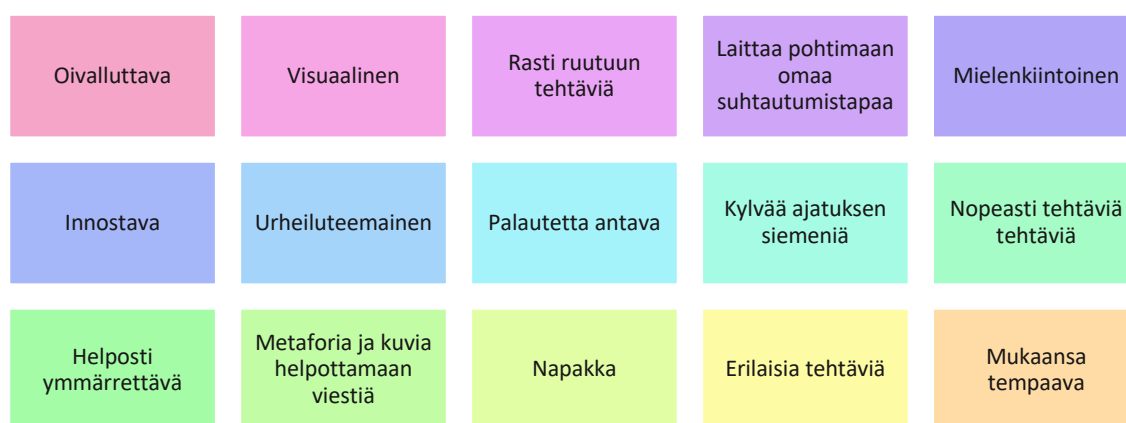 Oivalluttava
Visuaalinen
Rasti ruutuun
tehtäviä
Laittaa pohtimaan
omaa
suhtautumistapaa
Mielenkiintoinen
Innostava
Urheiluteemainen
Palautetta antava
Kylvää ajatuksen
siemeniä
Nopeasti tehtäviä
tehtäviä
Helposti
ymmärrettävä
Metaforia ja kuvia
helpottamaan
viestiä
Napakka
Erilaisia tehtäviä
Mukaansa
tempaava